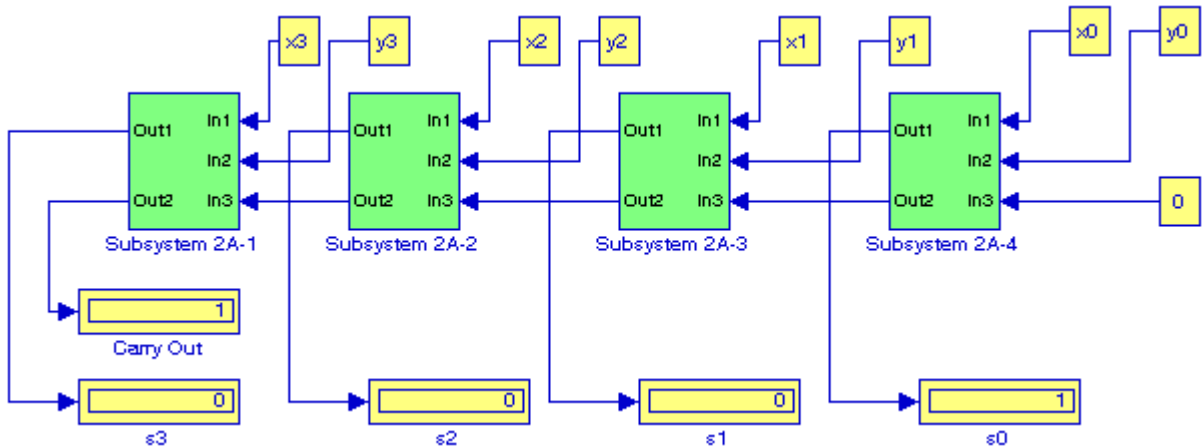 x3 y3 x2 y2 x1 y1 x0 y0
Out1 In1 Out1 In1 Out1 In1 Out1 In1
In2 In2 In2 In2
Out2 In3 Out2 In3 Out2 In3 Out2 In3 0
Subsystem 2A-1 Subsystem 2A-2 Subsystem 2A-3 Subsystem 2A-4
1
Carry Out
0 0 0 1
s3 s2 s1 s0